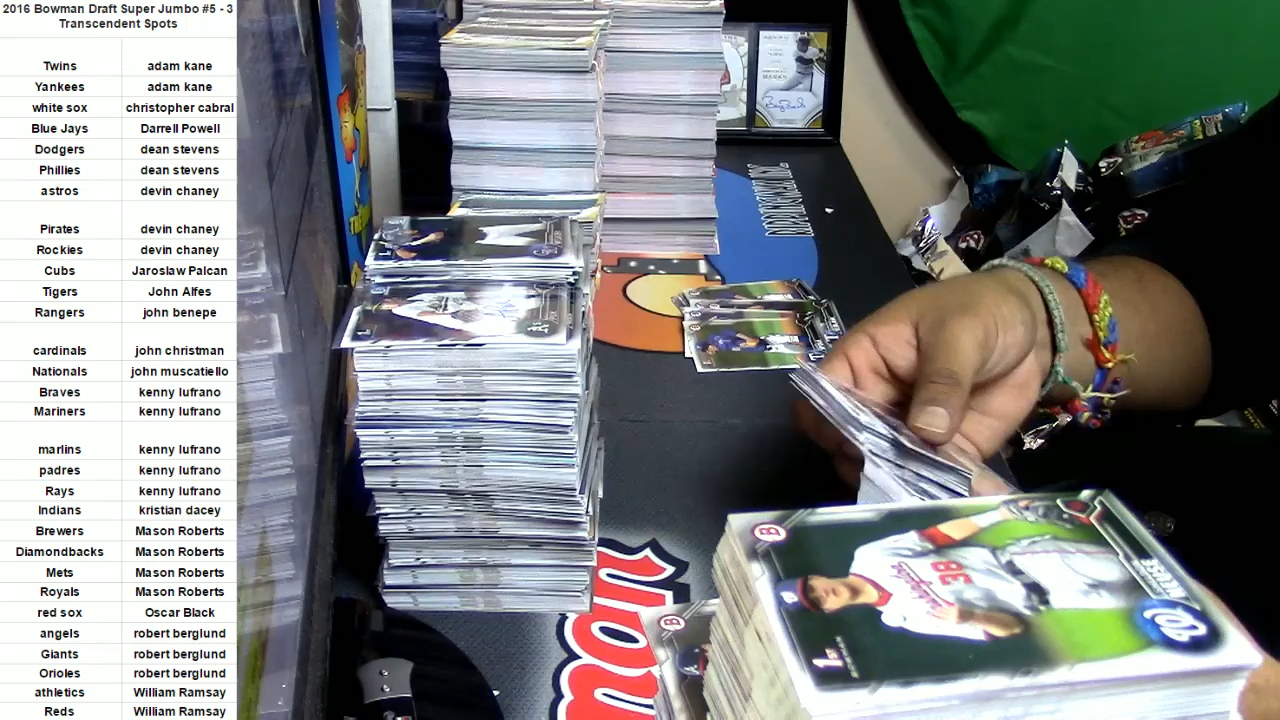 2016 Bowman Draft Super Jumbo #5 - 3
Transcendent Spots
Twins adam kane
Yankees adam kane
white sox christopher cabral
Blue Jays Darrell Powell
Dodgers dean stevens
Phillies dean stevens
astros devin chaney
Pirates devin chaney
Rockies devin chaney
Cubs Jaroslaw Palcan
Tigers John Alfes
Rangers john benepe
cardinals john christman
Nationals john muscatiello
Braves kenny lufrano
Mariners kenny lufrano
marlins kenny lufrano
padres kenny lufrano
Rays kenny lufrano
Indians kristian dacey
Brewers Mason Roberts
Diamondbacks Mason Roberts
Mets Mason Roberts
Royals Mason Roberts
red sox Oscar Black
angels robert berglund
Giants robert berglund
Orioles robert berglund
athletics William Ramsay
Reds William Ramsay
B
38
1st
W
B